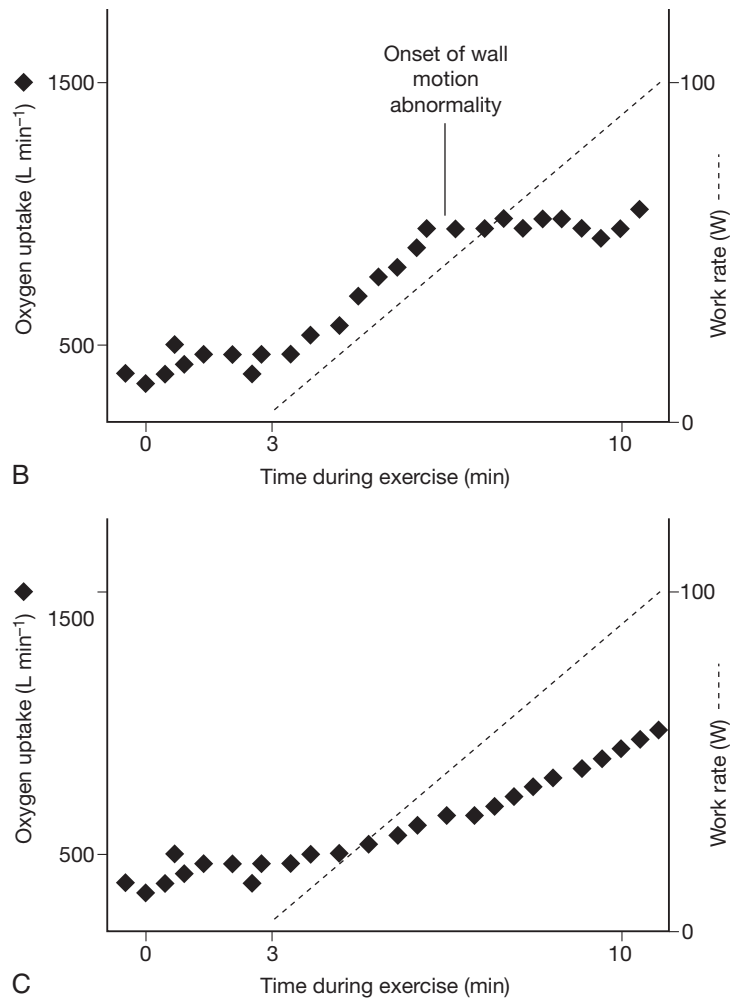 Onset of wall
motion
abnormality
Oxygen uptake (L min⁻¹)
1500
500
100
0
Work rate (W)
0 3 10
Time during exercise (min)
B
Oxygen uptake (L min⁻¹)
1500
500
100
0
Work rate (W)
0 3 10
Time during exercise (min)
C